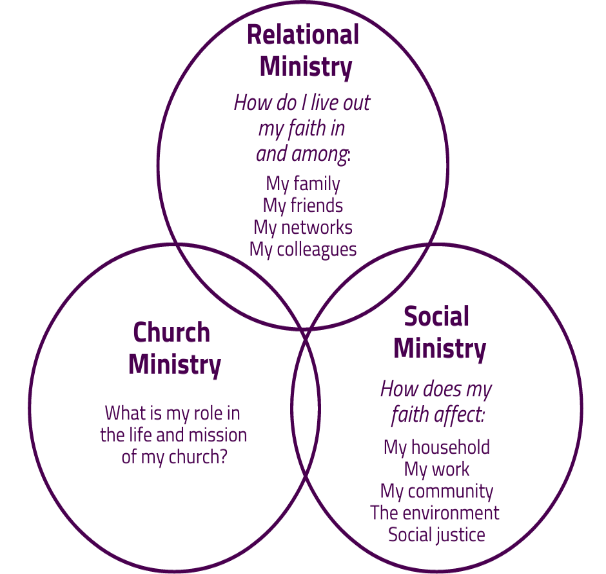 Relational
Ministry
How do I live out
my faith in
and among:
My family
My friends
My networks
My colleagues
Church
Ministry
What is my role in
the life and mission
of my church?
Social
Ministry
How does my
faith affect:
My household
My work
My community
The environment
Social justice